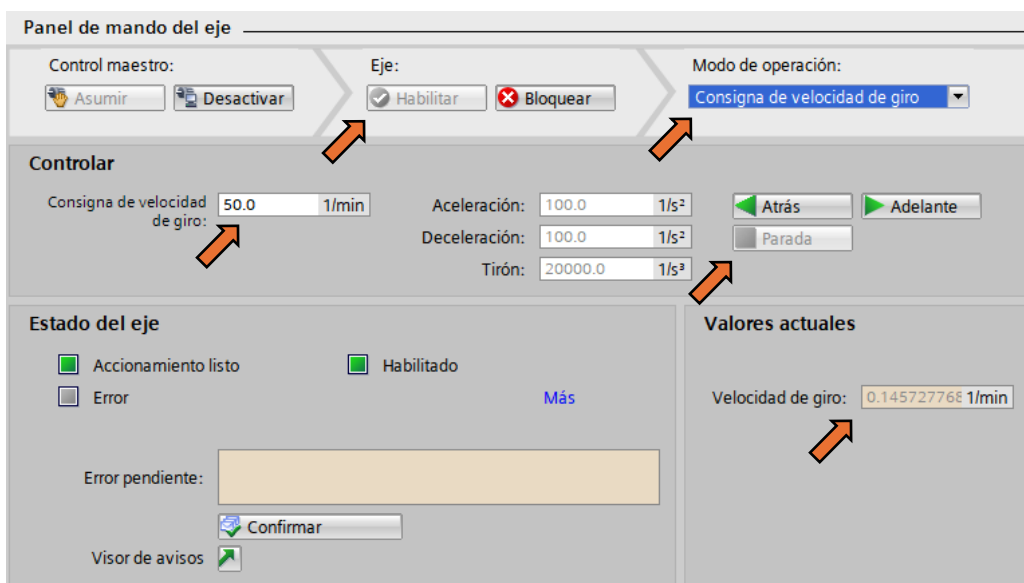 Panel de mando del eje
Control maestro: Eje: Modo de operación:
Asumir Desactivar Habilitar Bloquear Consigna de velocidad de giro
Controlar
Consigna de velocidad de giro: 50.0 1/min Aceleración: 100.0 1/s² Atrás Adelante
Deceleración: 100.0 1/s² Parada
Tirón: 20000.0 1/s³
Estado del eje Valores actuales
Accionamiento listo Habilitado
Error Más Velocidad de giro: 0.145727768 1/min
Error pendiente:
Confirmar
Visor de avisos